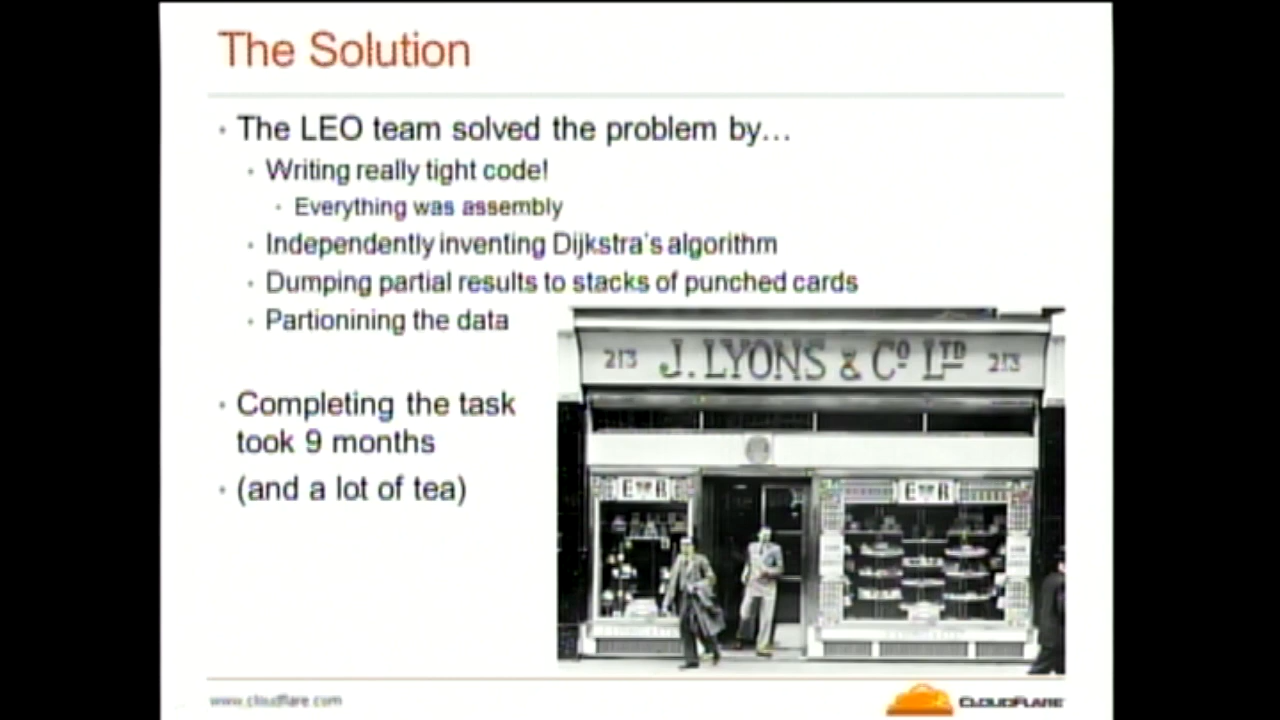 The Solution
The LEO team solved the problem by…
Writing really tight code!
Everything was assembly
Independently inventing Dijkstra's algorithm
Dumping partial results to stacks of punched cards
Partionining the data
Completing the task
took 9 months
(and a lot of tea)
213 J. LYONS & Cº LTD 213
E R E R
www.cloudflare.com
CLOUDFLARE